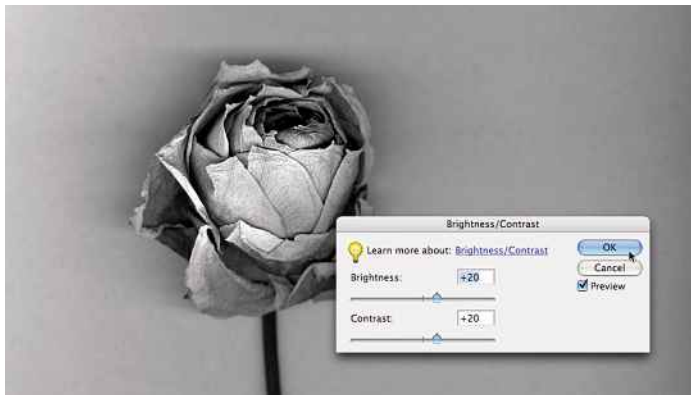 Brightness/Contrast
Learn more about: Brightness/Contrast
OK
Cancel
Preview
Brightness:
+20
Contrast:
+20